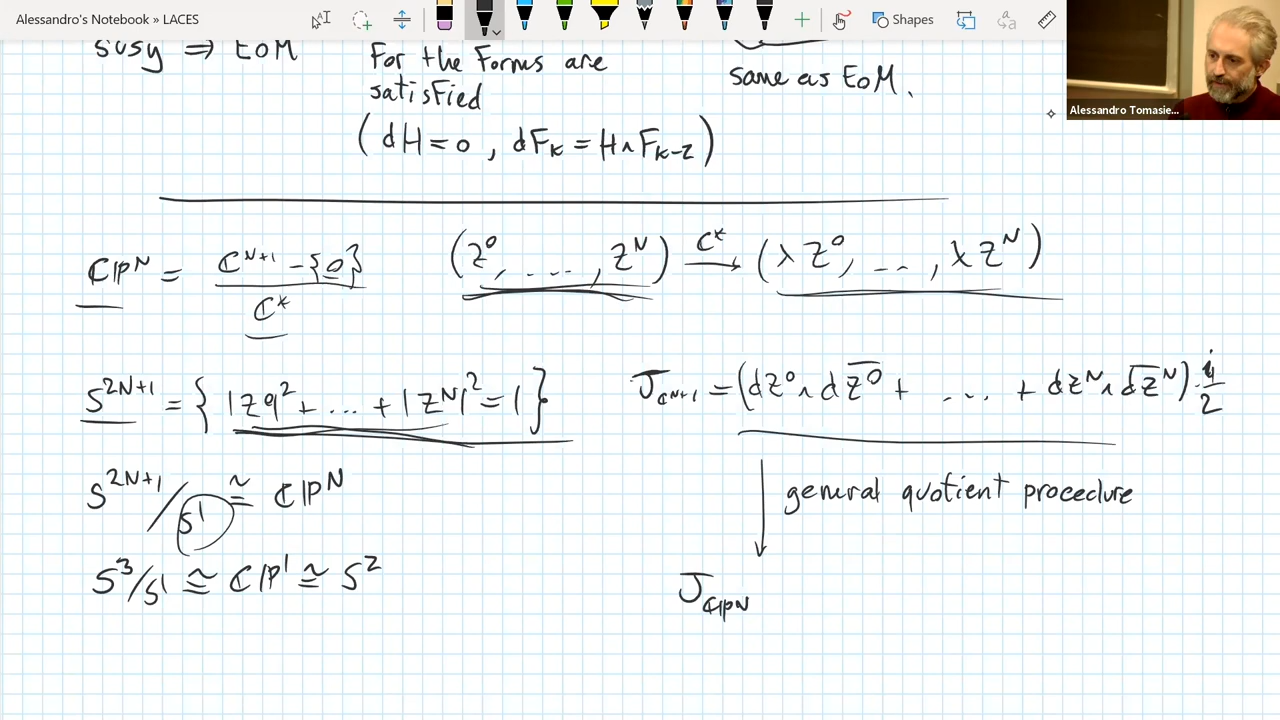 Alessandro's Notebook » LACES
Shapes
Alessandro Tomasie...
susy ⇒ EoM
For the forms are
satisfied
same as EoM.
(dH = 0, dF_k = H∧F_{k-2})
ℂℙ^N = (ℂ^{N+1} - {0}) / ℂ*
(z^0, ...., z^N) →^{ℂ*} (λz^0, ..., λz^N)
S^{2N+1} = { |z^0|^2 + ... + |z^N|^2 = 1 }
J_{ℂ^{N+1}} = (dz^0 ∧ d\overline{z^0} + .... + dz^N ∧ d\overline{z}^N) · i/2
S^{2N+1}/S^1 ≅ ℂℙ^N
general quotient procedure
S^3/S^1 ≅ ℂℙ^1 ≅ S^2
J_{ℂℙ^N}